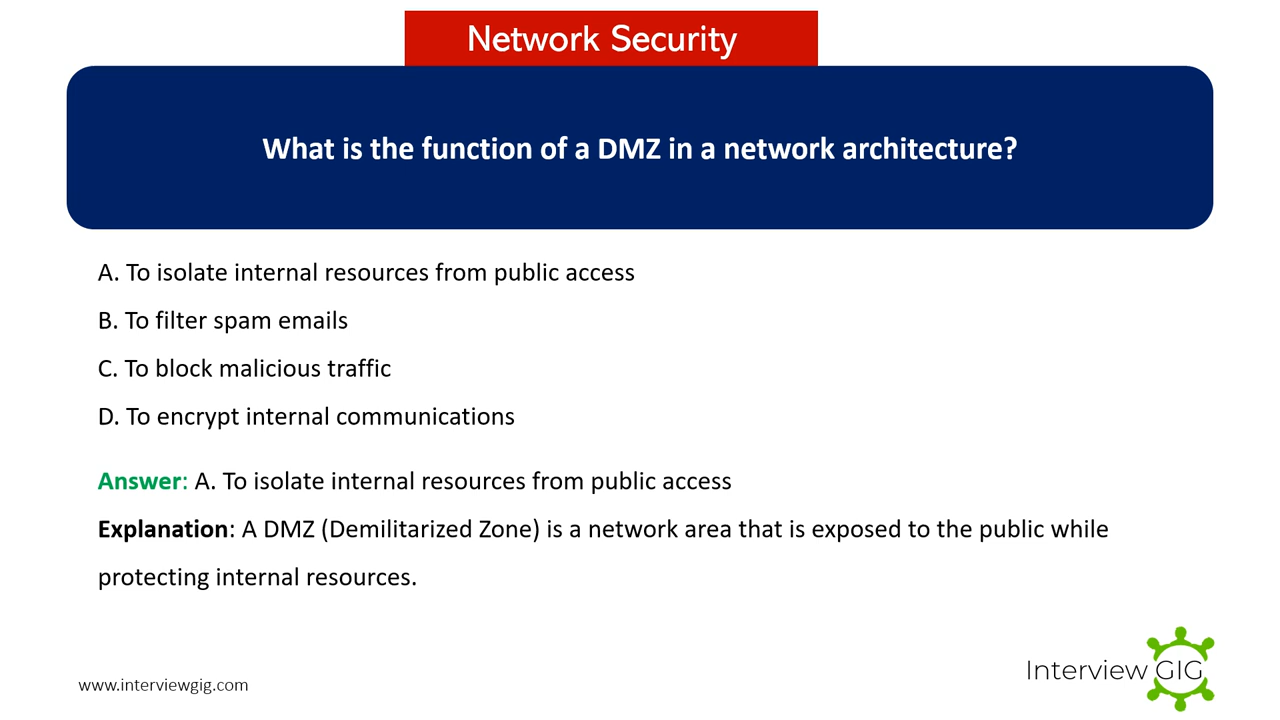 Network Security
What is the function of a DMZ in a network architecture?
A. To isolate internal resources from public access
B. To filter spam emails
C. To block malicious traffic
D. To encrypt internal communications
Answer: A. To isolate internal resources from public access
Explanation: A DMZ (Demilitarized Zone) is a network area that is exposed to the public while
protecting internal resources.
www.interviewgig.com
Interview GIG